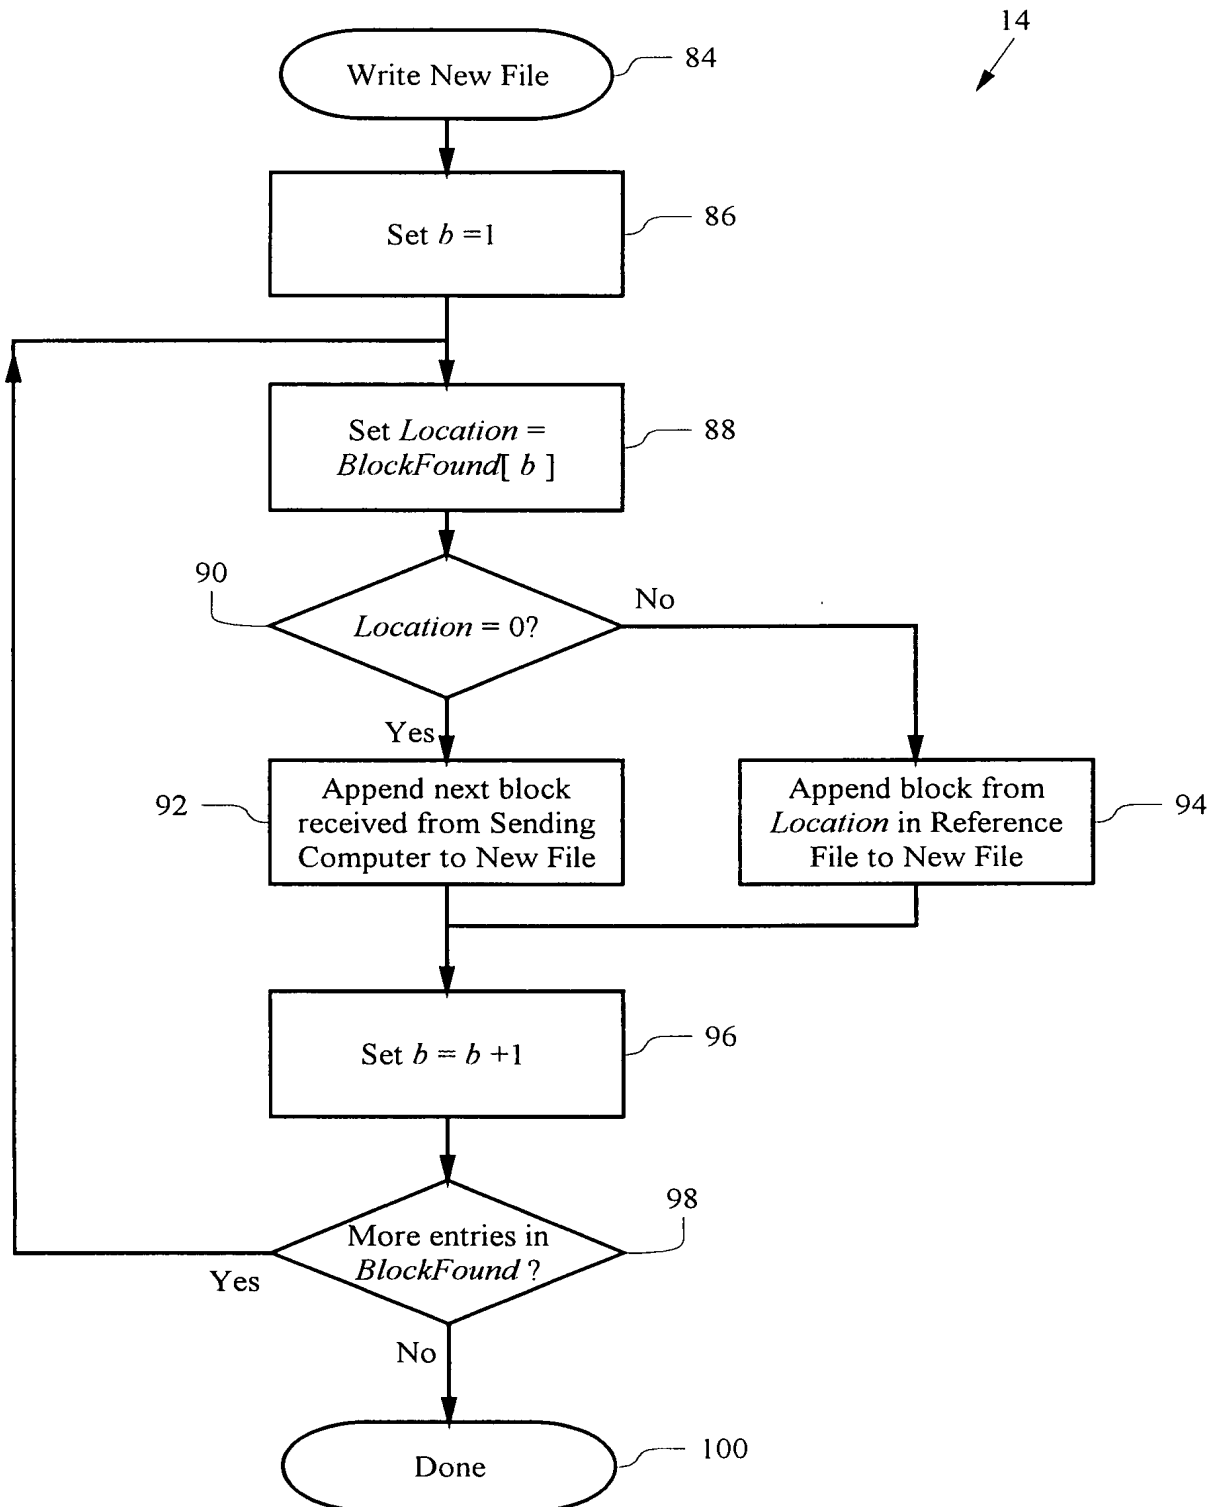 14
Write New File
84
Set b =1
86
Set Location =
BlockFound[ b ]
88
90
Location = 0?
No
Yes
92
Append next block
received from Sending
Computer to New File
Append block from
Location in Reference
File to New File
94
Set b = b +1
96
More entries in
BlockFound ?
98
Yes
No
Done
100